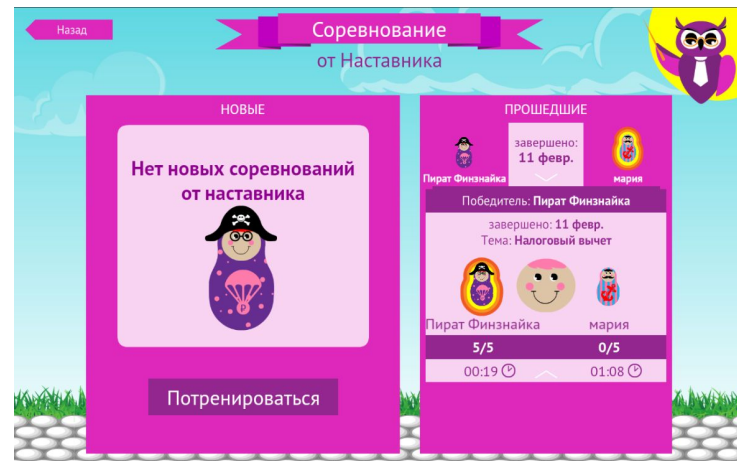 Назад
Соревнование
от Наставника
НОВЫЕ
Нет новых соревнований
от наставника
Р
Потренироваться
ПРОШЕДШИЕ
завершено:
11 февр.
Пират Финзнайка
мария
Победитель: Пират Финзнайка
завершено: 11 февр.
Тема: Налоговый вычет
Пират Финзнайка мария
5/5 0/5
00:19 01:08